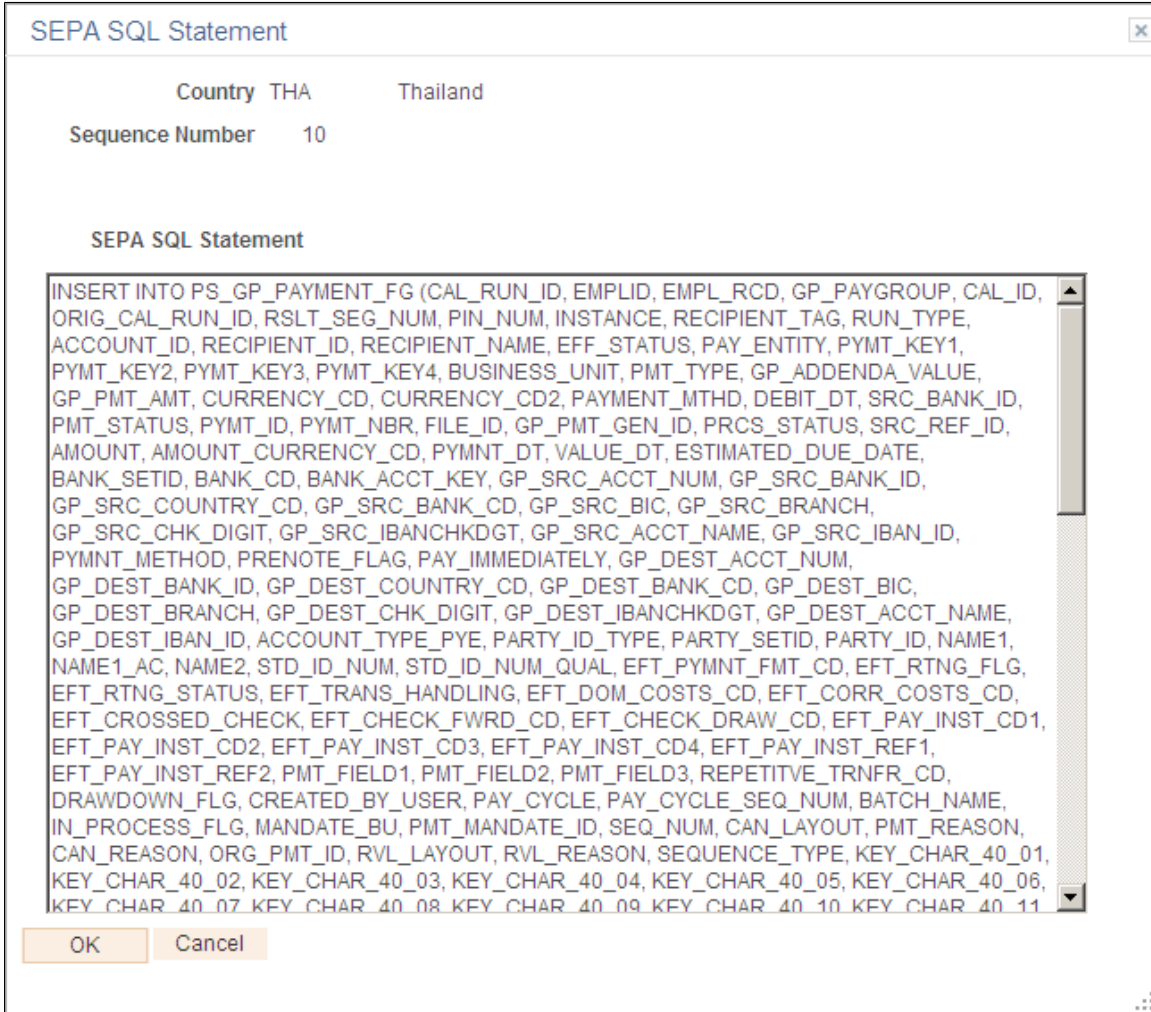 SEPA SQL Statement
Country THA Thailand
Sequence Number 10
SEPA SQL Statement
INSERT INTO PS_GP_PAYMENT_FG (CAL_RUN_ID, EMPLID, EMPL_RCD, GP_PAYGROUP, CAL_ID,
ORIG_CAL_RUN_ID, RSLT_SEG_NUM, PIN_NUM, INSTANCE, RECIPIENT_TAG, RUN_TYPE,
ACCOUNT_ID, RECIPIENT_ID, RECIPIENT_NAME, EFF_STATUS, PAY_ENTITY, PYMT_KEY1,
PYMT_KEY2, PYMT_KEY3, PYMT_KEY4, BUSINESS_UNIT, PMT_TYPE, GP_ADDENDA_VALUE,
GP_PMT_AMT, CURRENCY_CD, CURRENCY_CD2, PAYMENT_MTHD, DEBIT_DT, SRC_BANK_ID,
PMT_STATUS, PYMT_ID, PYMT_NBR, FILE_ID, GP_PMT_GEN_ID, PRCS_STATUS, SRC_REF_ID,
AMOUNT, AMOUNT_CURRENCY_CD, PYMNT_DT, VALUE_DT, ESTIMATED_DUE_DATE,
BANK_SETID, BANK_CD, BANK_ACCT_KEY, GP_SRC_ACCT_NUM, GP_SRC_BANK_ID,
GP_SRC_COUNTRY_CD, GP_SRC_BANK_CD, GP_SRC_BIC, GP_SRC_BRANCH,
GP_SRC_CHK_DIGIT, GP_SRC_IBANCHKDGT, GP_SRC_ACCT_NAME, GP_SRC_IBAN_ID,
PYMNT_METHOD, PRENOTE_FLAG, PAY_IMMEDIATELY, GP_DEST_ACCT_NUM,
GP_DEST_BANK_ID, GP_DEST_COUNTRY_CD, GP_DEST_BANK_CD, GP_DEST_BIC,
GP_DEST_BRANCH, GP_DEST_CHK_DIGIT, GP_DEST_IBANCHKDGT, GP_DEST_ACCT_NAME,
GP_DEST_IBAN_ID, ACCOUNT_TYPE_PYE, PARTY_ID_TYPE, PARTY_SETID, PARTY_ID, NAME1,
NAME1_AC, NAME2, STD_ID_NUM, STD_ID_NUM_QUAL, EFT_PYMNT_FMT_CD, EFT_RTNG_FLG,
EFT_RTNG_STATUS, EFT_TRANS_HANDLING, EFT_DOM_COSTS_CD, EFT_CORR_COSTS_CD,
EFT_CROSSED_CHECK, EFT_CHECK_FWRD_CD, EFT_CHECK_DRAW_CD, EFT_PAY_INST_CD1,
EFT_PAY_INST_CD2, EFT_PAY_INST_CD3, EFT_PAY_INST_CD4, EFT_PAY_INST_REF1,
EFT_PAY_INST_REF2, PMT_FIELD1, PMT_FIELD2, PMT_FIELD3, REPETITVE_TRNFR_CD,
DRAWDOWN_FLG, CREATED_BY_USER, PAY_CYCLE, PAY_CYCLE_SEQ_NUM, BATCH_NAME,
IN_PROCESS_FLG, MANDATE_BU, PMT_MANDATE_ID, SEQ_NUM, CAN_LAYOUT, PMT_REASON,
CAN_REASON, ORG_PMT_ID, RVL_LAYOUT, RVL_REASON, SEQUENCE_TYPE, KEY_CHAR_40_01,
KEY_CHAR_40_02, KEY_CHAR_40_03, KEY_CHAR_40_04, KEY_CHAR_40_05, KEY_CHAR_40_06,
KEY_CHAR_40_07, KEY_CHAR_40_08, KEY_CHAR_40_09, KEY_CHAR_40_10, KEY_CHAR_40_11,
OK Cancel